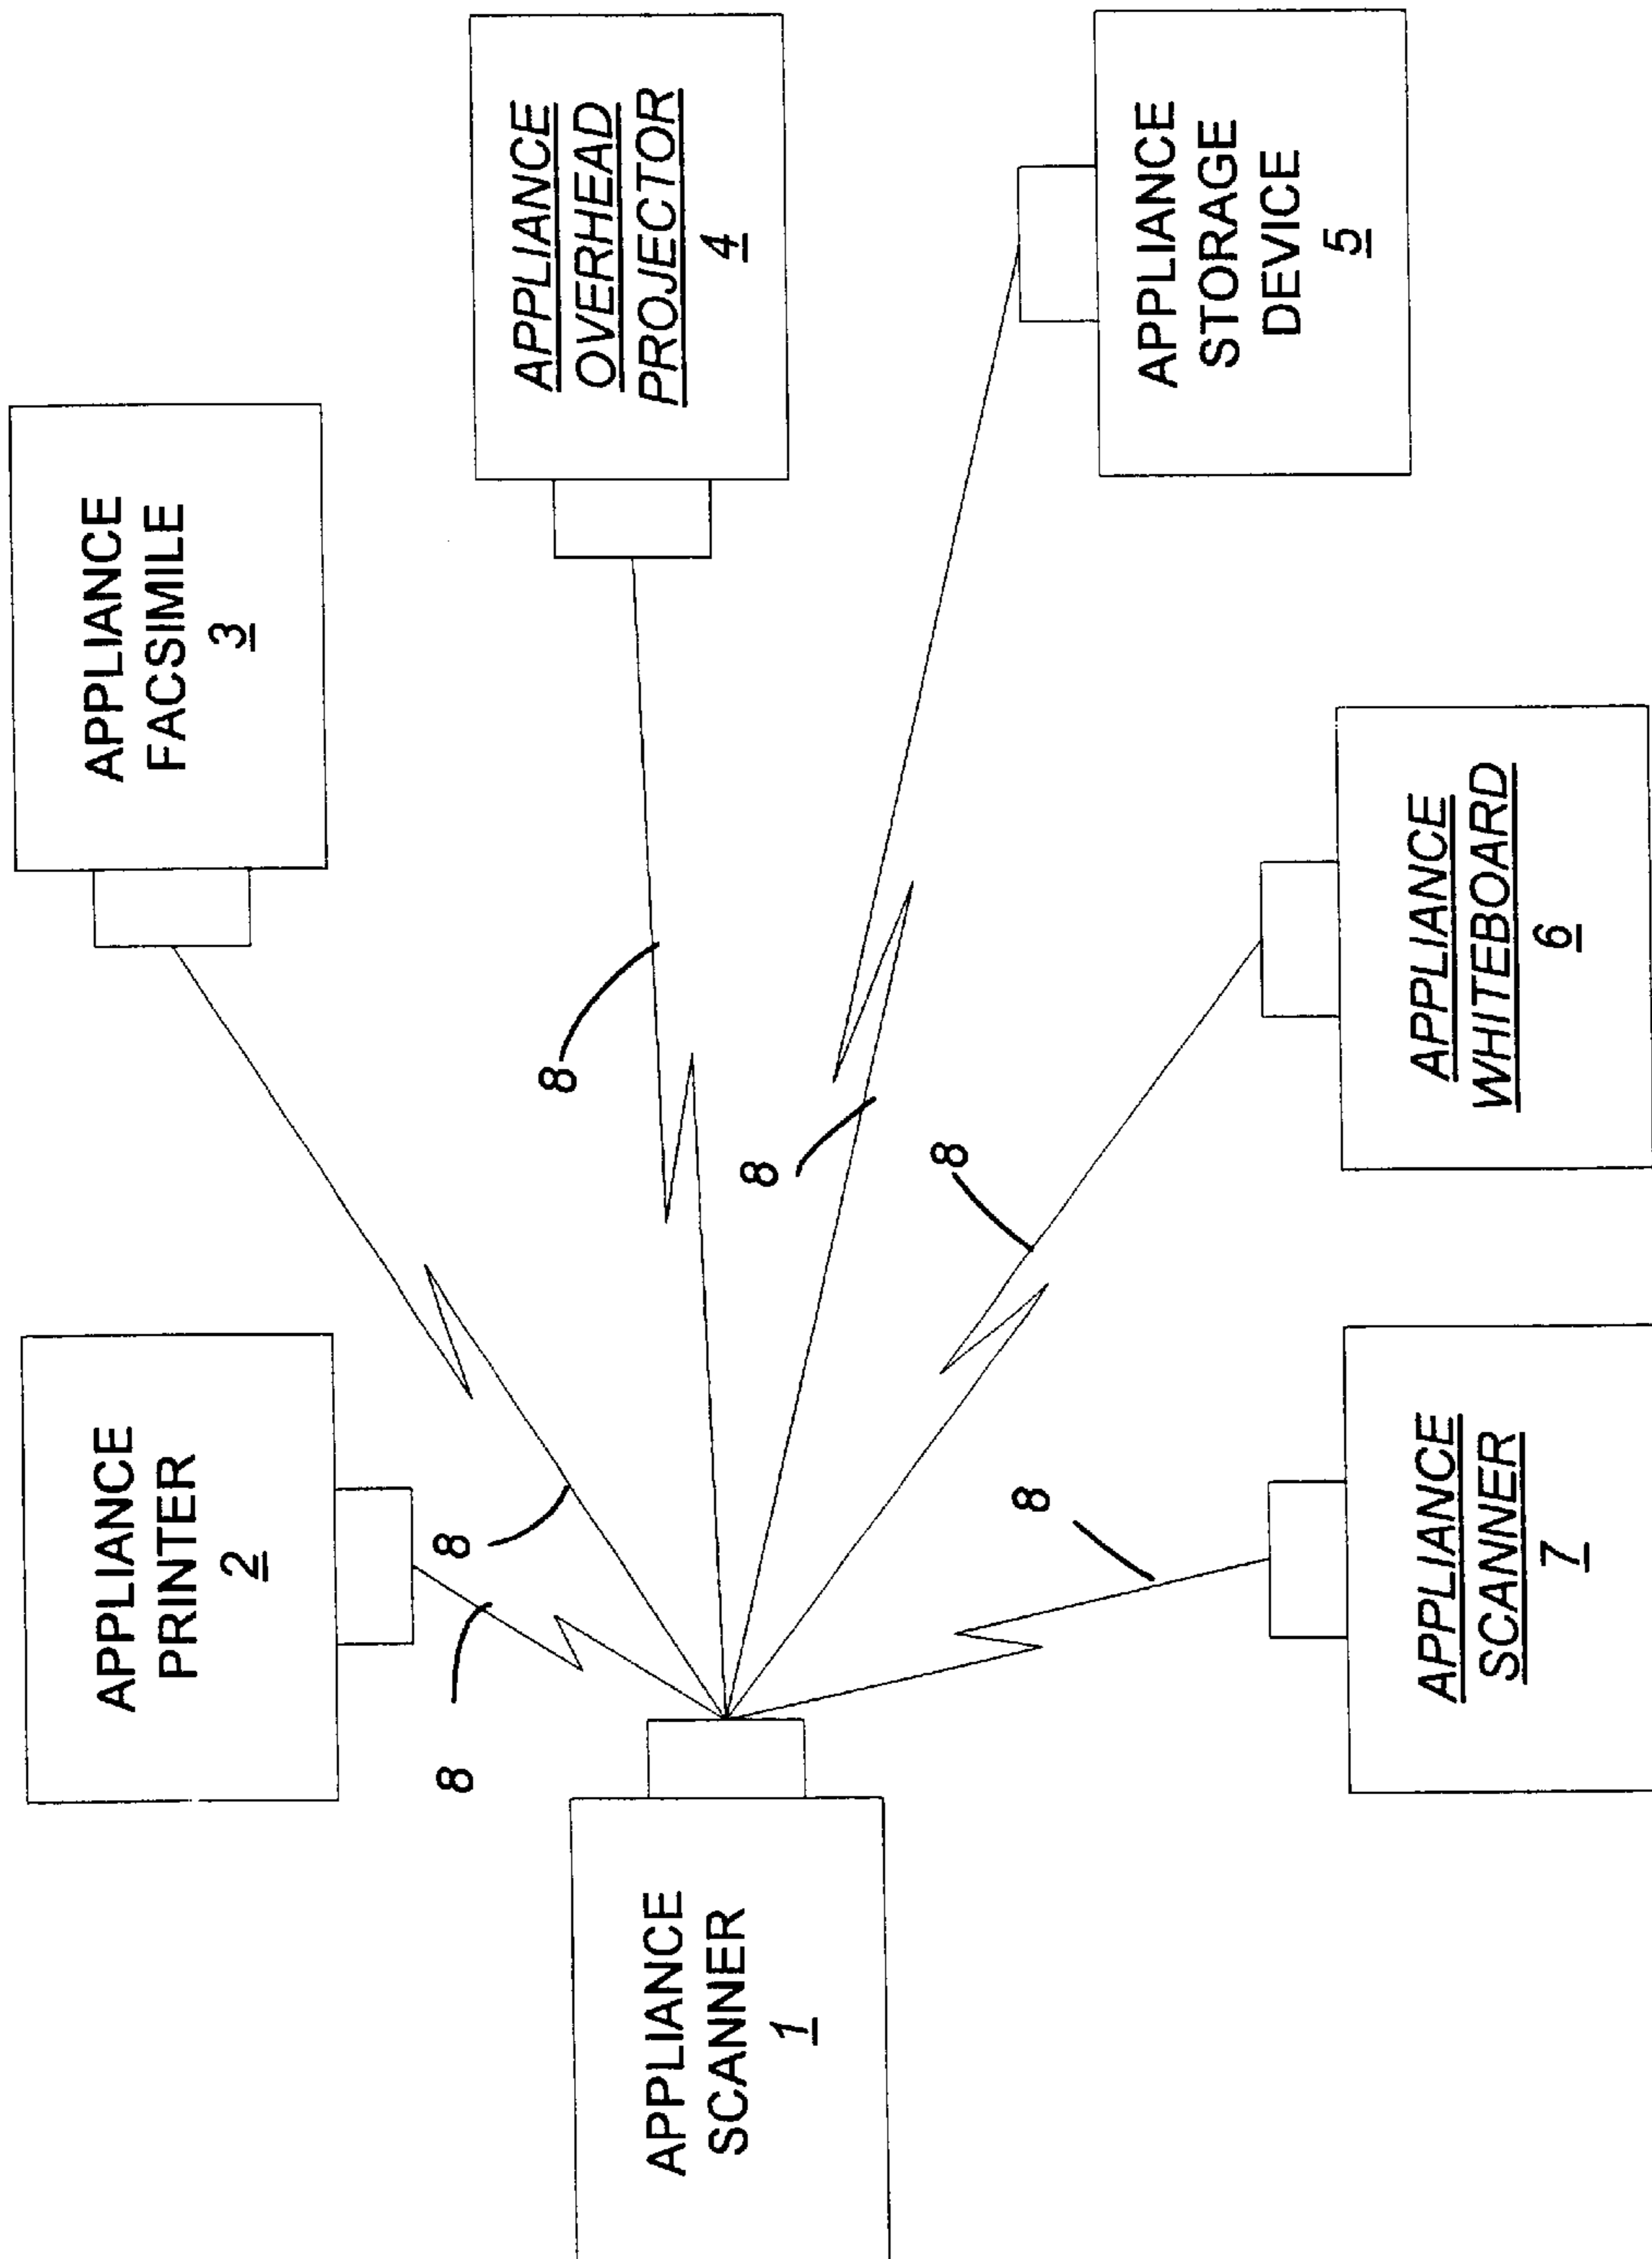 APPLIANCE
PRINTER
2
APPLIANCE
FACSIMILE
3
APPLIANCE
OVERHEAD
PROJECTOR
4
APPLIANCE
STORAGE
DEVICE
5
APPLIANCE
WHITEBOARD
6
APPLIANCE
SCANNER
7
APPLIANCE
SCANNER
1
8
8
8
8
8
8